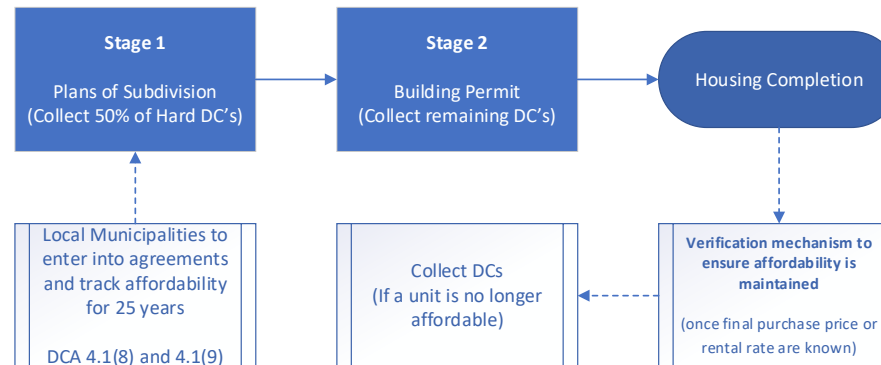 Stage 1
Plans of Subdivision
(Collect 50% of Hard DC's)
Stage 2
Building Permit
(Collect remaining DC's)
Housing Completion
Local Municipalities to
enter into agreements
and track affordability
for 25 years
DCA 4.1(8) and 4.1(9)
Collect DCs
(If a unit is no longer
affordable)
Verification mechanism to
ensure affordability is
maintained
(once final purchase price or
rental rate are known)